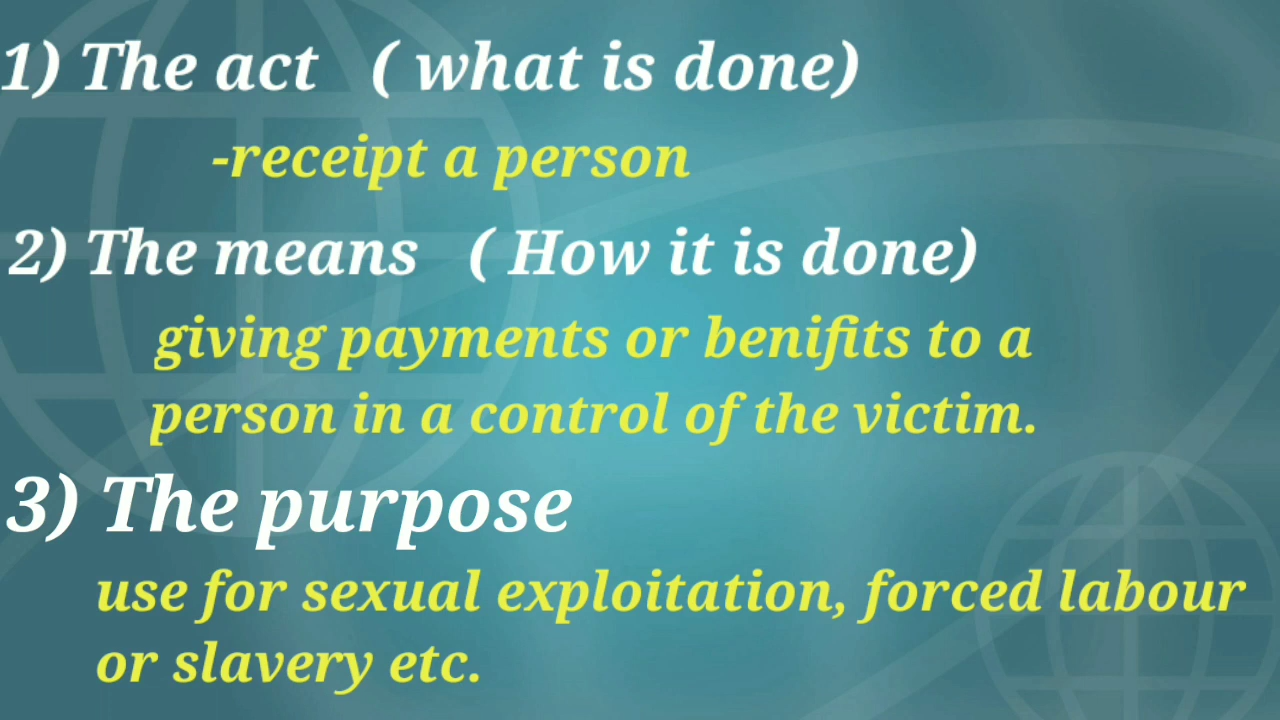 1) The act ( what is done)
-receipt a person
2) The means ( How it is done)
giving payments or benifits to a
person in a control of the victim.
3) The purpose
use for sexual exploitation, forced labour
or slavery etc.